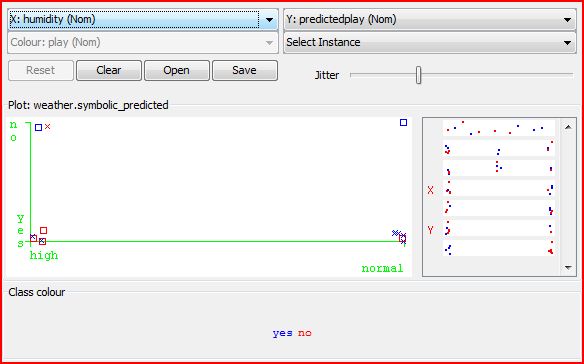 X: humidity (Nom) Y: predictedplay (Nom)
Colour: play (Nom) Select Instance
Reset Clear Open Save Jitter
Plot: weather.symbolic_predicted
no
yes
high
normal
X
Y
Class colour
yes no